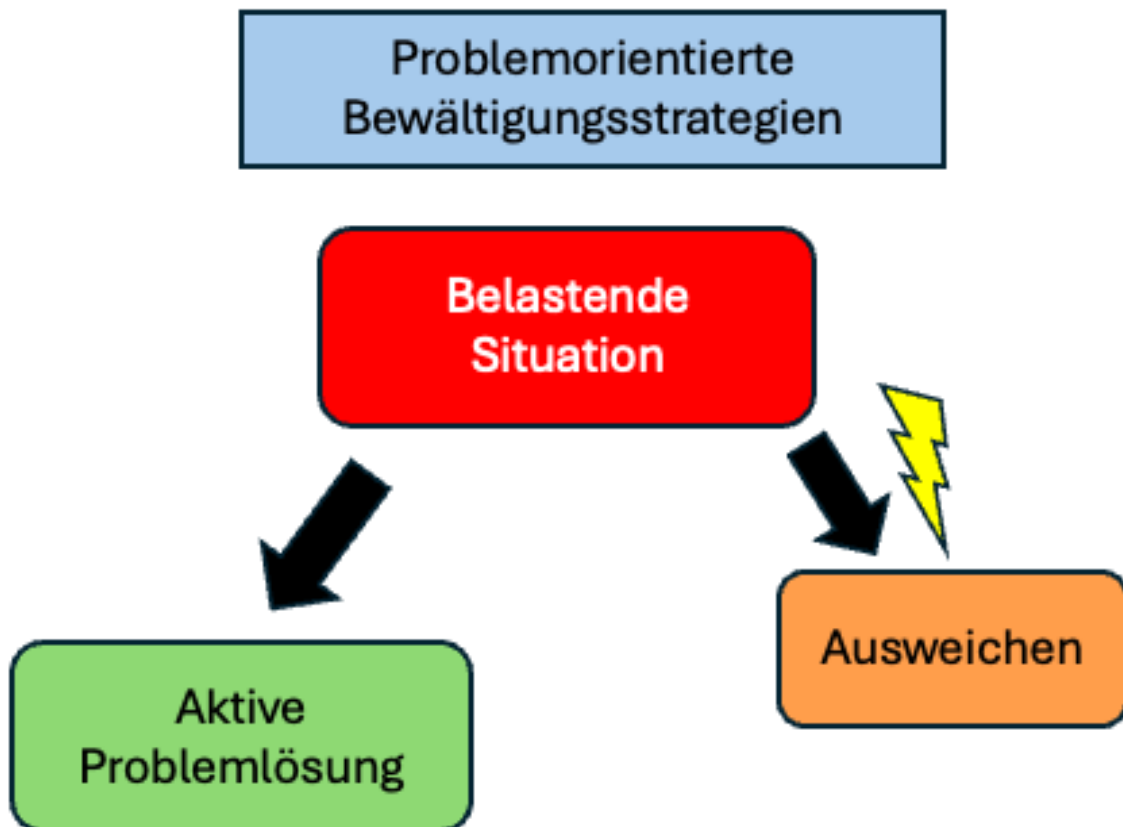 Problemorientierte
Bewältigungsstrategien
Belastende
Situation
Ausweichen
Aktive
Problemlösung